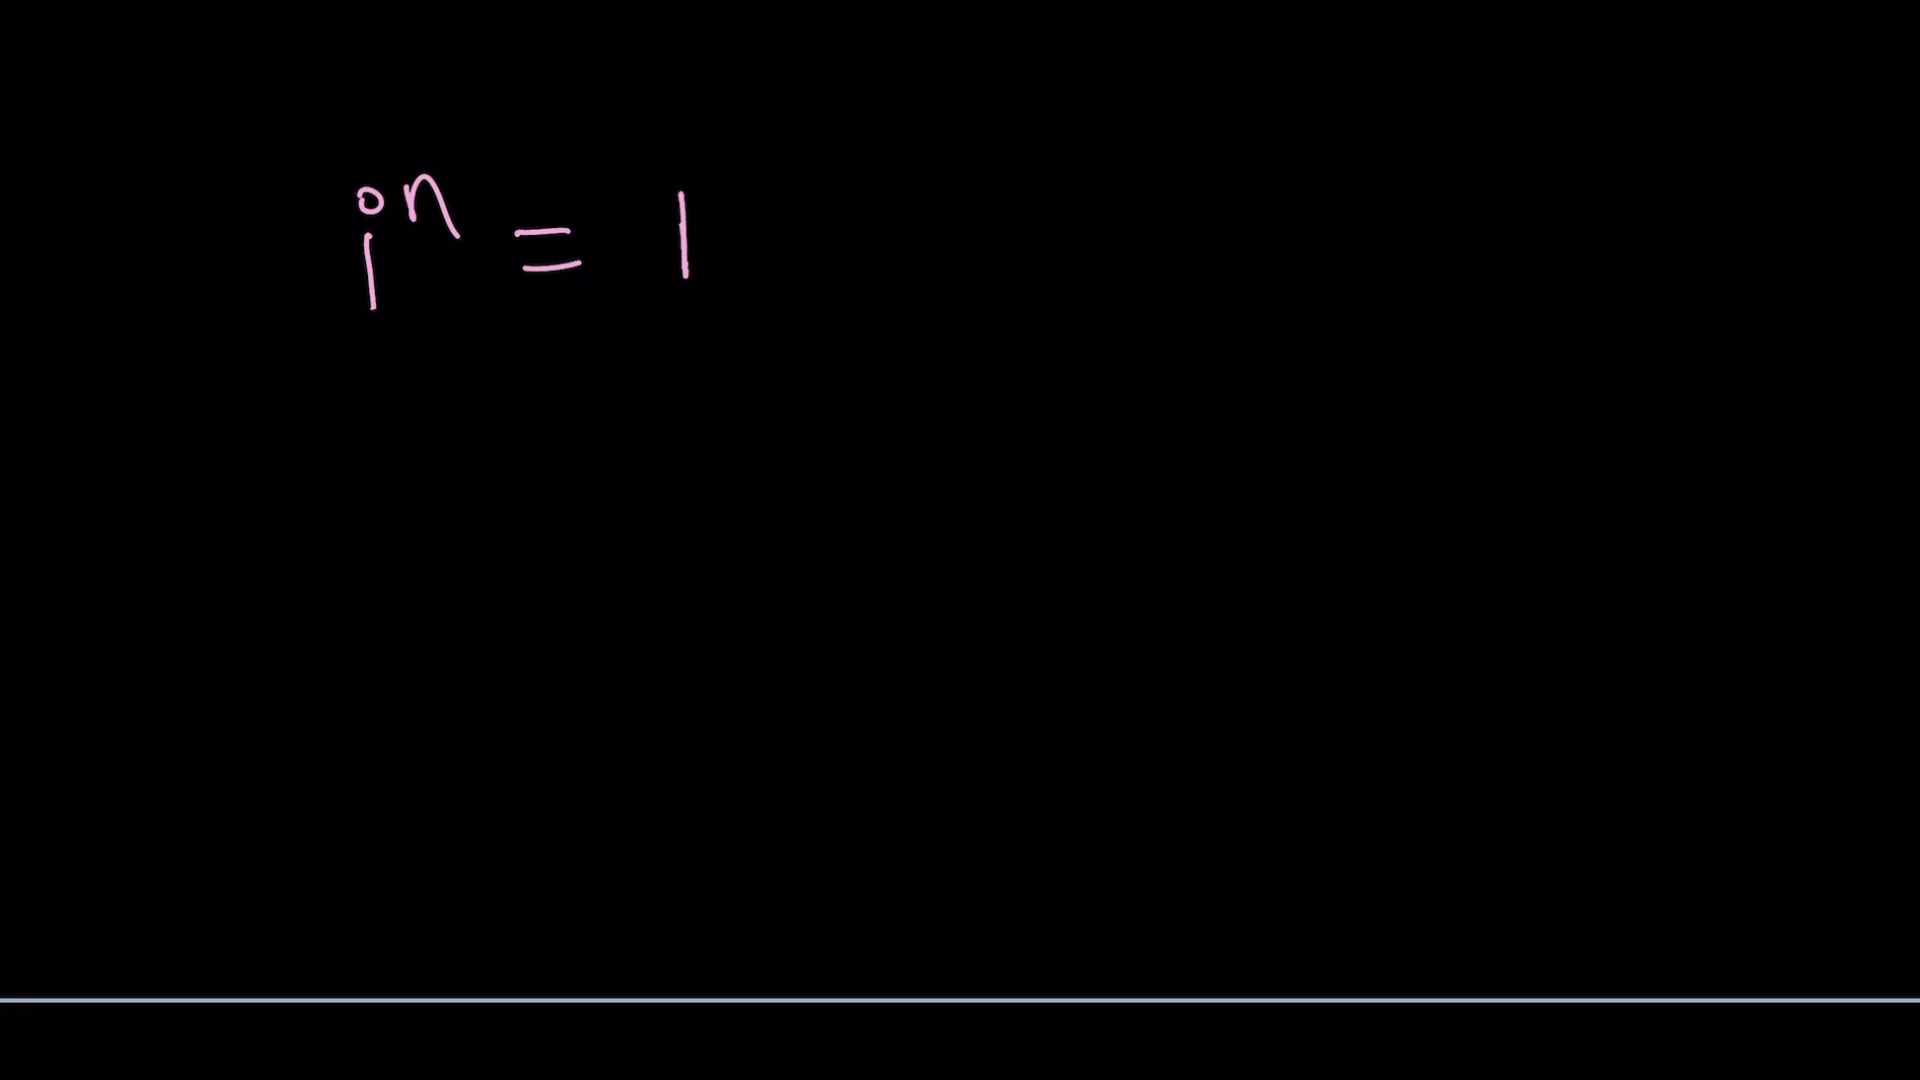 iⁿ = 1